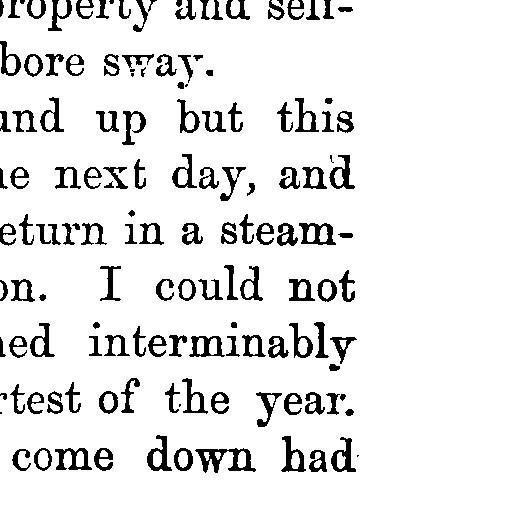 property and self-
bore sway.
und up but this
he next day, and
eturn in a steam-
on. I could not
ned interminably
rtest of the year.
come down had